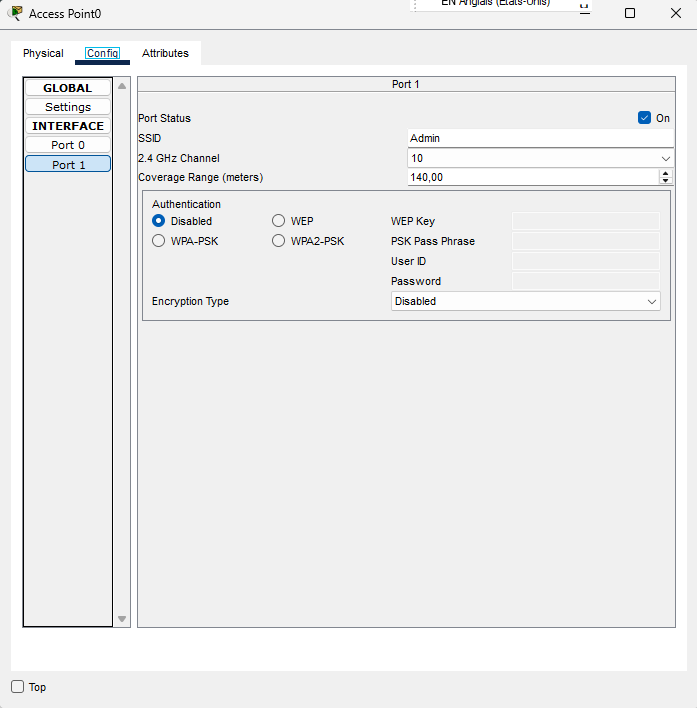 Access Point0
EN Anglais (États-Unis)
Physical Config Attributes
GLOBAL
Settings
INTERFACE
Port 0
Port 1
Port 1
Port Status On
SSID Admin
2.4 GHz Channel 10
Coverage Range (meters) 140,00
Authentication
Disabled WEP WEP Key
WPA-PSK WPA2-PSK PSK Pass Phrase
User ID
Password
Encryption Type Disabled
Top